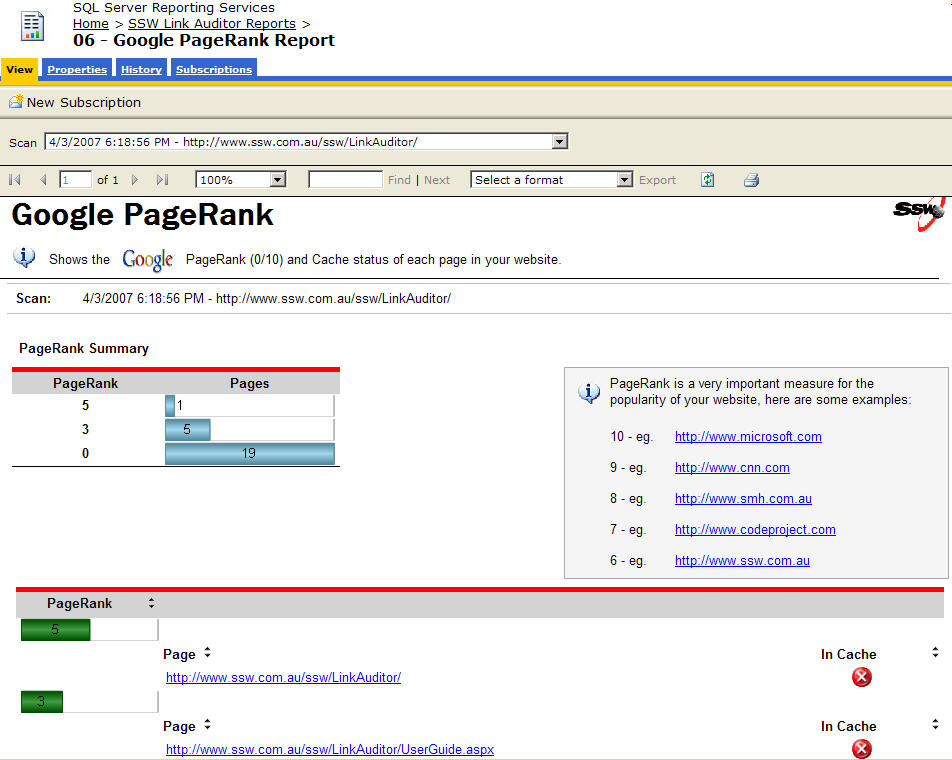 SQL Server Reporting Services
Home > SSW Link Auditor Reports >
06 - Google PageRank Report
View Properties History Subscriptions
New Subscription
Scan 4/3/2007 6:18:56 PM - http://www.ssw.com.au/ssw/LinkAuditor/
1 of 1 100% Find | Next Select a format Export
Google PageRank
SSW
Shows the Google PageRank (0/10) and Cache status of each page in your website.
Scan: 4/3/2007 6:18:56 PM - http://www.ssw.com.au/ssw/LinkAuditor/
PageRank Summary
PageRank Pages
5 1
3 5
0 19
PageRank is a very important measure for the
popularity of your website, here are some examples:
10 - eg. http://www.microsoft.com
9 - eg. http://www.cnn.com
8 - eg. http://www.smh.com.au
7 - eg. http://www.codeproject.com
6 - eg. http://www.ssw.com.au
PageRank
5
Page In Cache
http://www.ssw.com.au/ssw/LinkAuditor/
3
Page In Cache
http://www.ssw.com.au/ssw/LinkAuditor/UserGuide.aspx